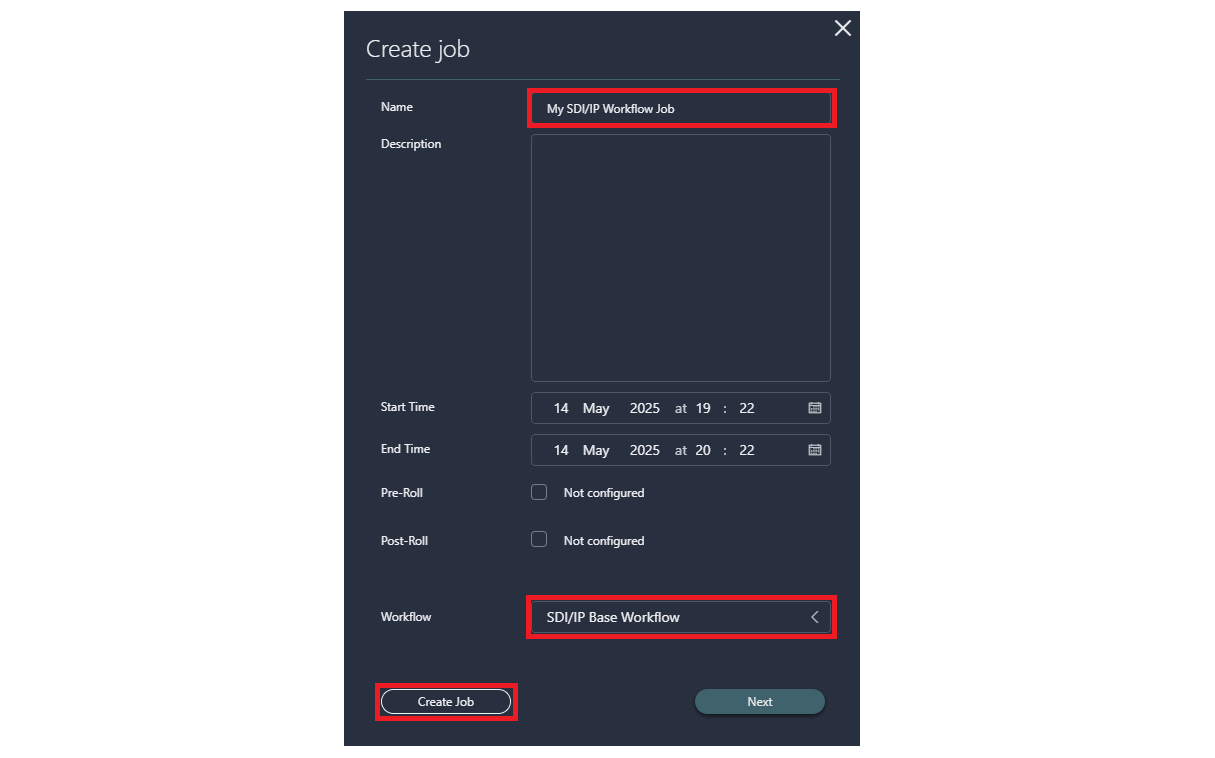 Create job
Name My SDI/IP Workflow Job
Description
Start Time 14 May 2025 at 19 : 22
End Time 14 May 2025 at 20 : 22
Pre-Roll Not configured
Post-Roll Not configured
Workflow SDI/IP Base Workflow
Create Job Next